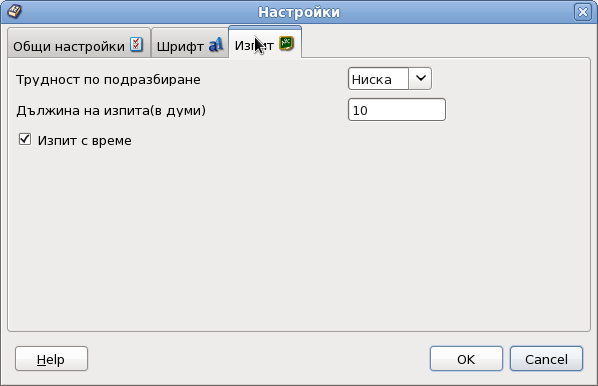 Настройки
Общи настройки Шрифт Изпит
Трудност по подразбиране Ниска
Дължина на изпита(в думи) 10
Изпит с време
Help OK Cancel